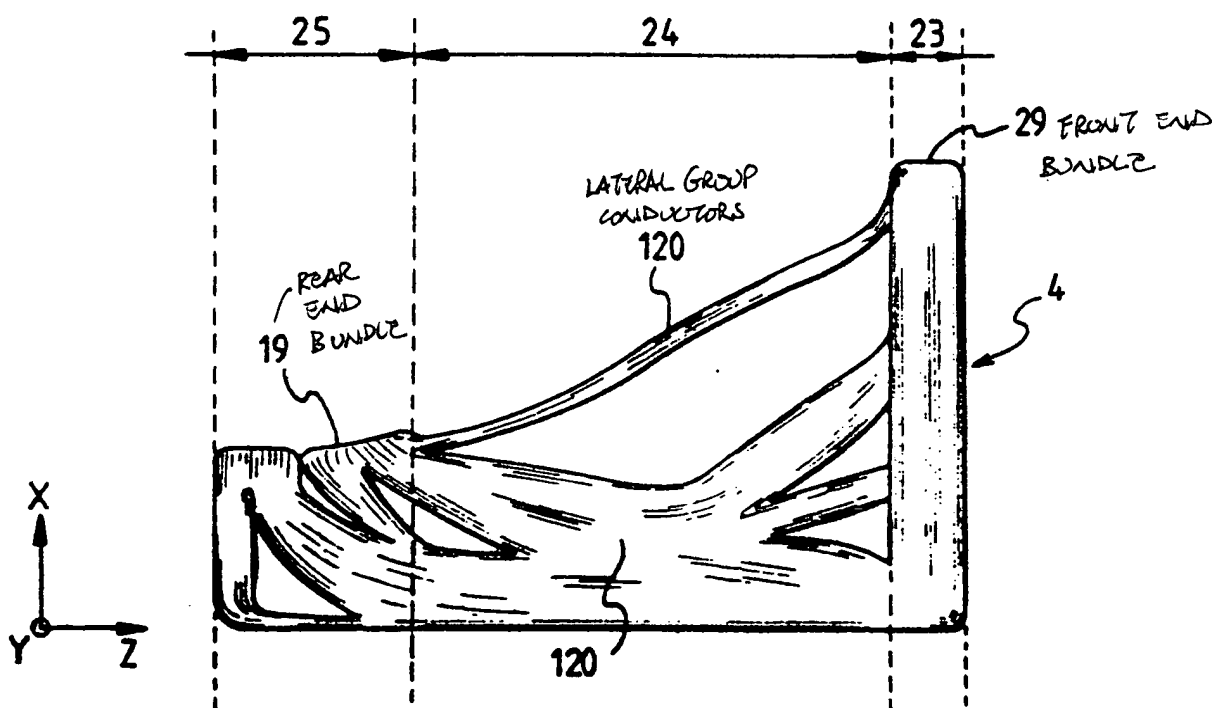 25
24
23
29 FRONT END
BUNDLE
LATERAL GROUP
CONDUCTORS
120
REAR
END
BUNDLE
19
4
X
Y
Z
120